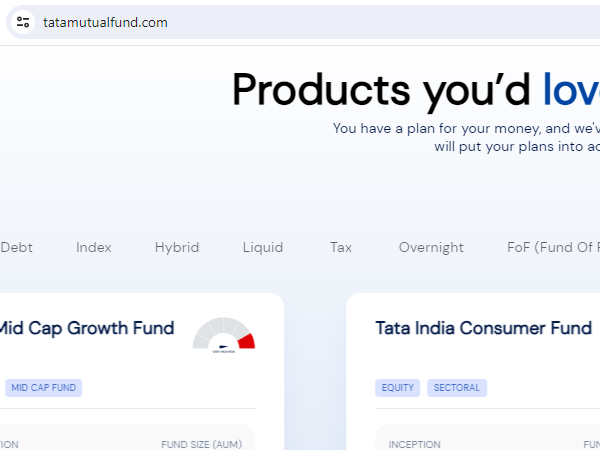 tatamutualfund.com
Products you’d lov
You have a plan for your money, and we'v
will put your plans into ac
Debt Index Hybrid Liquid Tax Overnight FoF (Fund Of F
Mid Cap Growth Fund
MID CAP FUND
ION FUND SIZE (AUM)
Tata India Consumer Fund
EQUITY SECTORAL
INCEPTION FUN